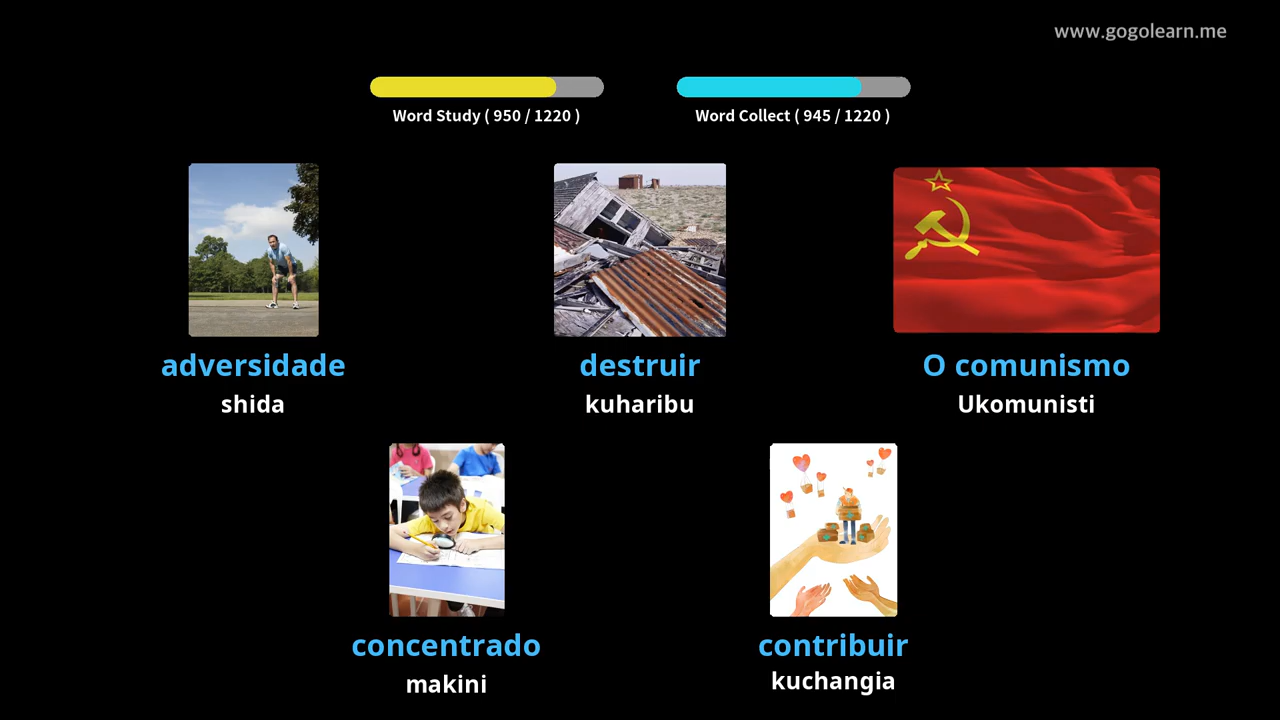 www.gogolearn.me
Word Study ( 950 / 1220 )
Word Collect ( 945 / 1220 )
adversidade
shida
destruir
kuharibu
O comunismo
Ukomunisti
concentrado
makini
contribuir
kuchangia